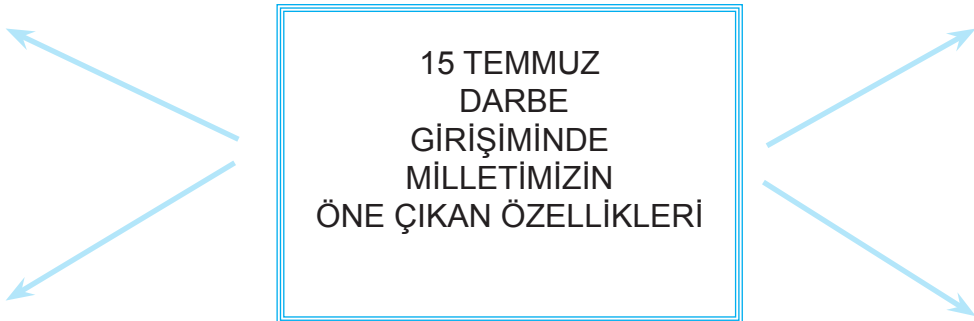 15 TEMMUZ
DARBE
GİRİŞİMİNDE
MİLLETİMİZİN
ÖNE ÇIKAN ÖZELLİKLERİ